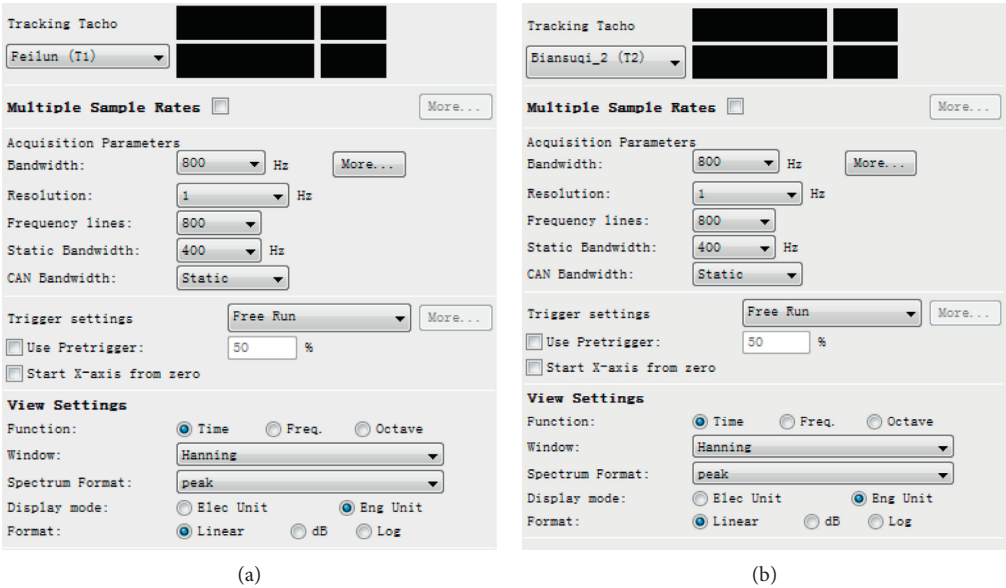 Tracking Tacho
Feilun (T1)
Multiple Sample Rates More...
Acquisition Parameters
Bandwidth: 800 Hz More...
Resolution: 1 Hz
Frequency lines: 800
Static Bandwidth: 400 Hz
CAN Bandwidth: Static
Trigger settings Free Run More...
Use Pretrigger: 50 %
Start X-axis from zero
View Settings
Function: Time Freq. Octave
Window: Hanning
Spectrum Format: peak
Display mode: Elec Unit Eng Unit
Format: Linear dB Log
(a)
Tracking Tacho
Biansuqi_2 (T2)
Multiple Sample Rates More...
Acquisition Parameters
Bandwidth: 800 Hz More...
Resolution: 1 Hz
Frequency lines: 800
Static Bandwidth: 400 Hz
CAN Bandwidth: Static
Trigger settings Free Run More...
Use Pretrigger: 50 %
Start X-axis from zero
View Settings
Function: Time Freq. Octave
Window: Hanning
Spectrum Format: peak
Display mode: Elec Unit Eng Unit
Format: Linear dB Log
(b)